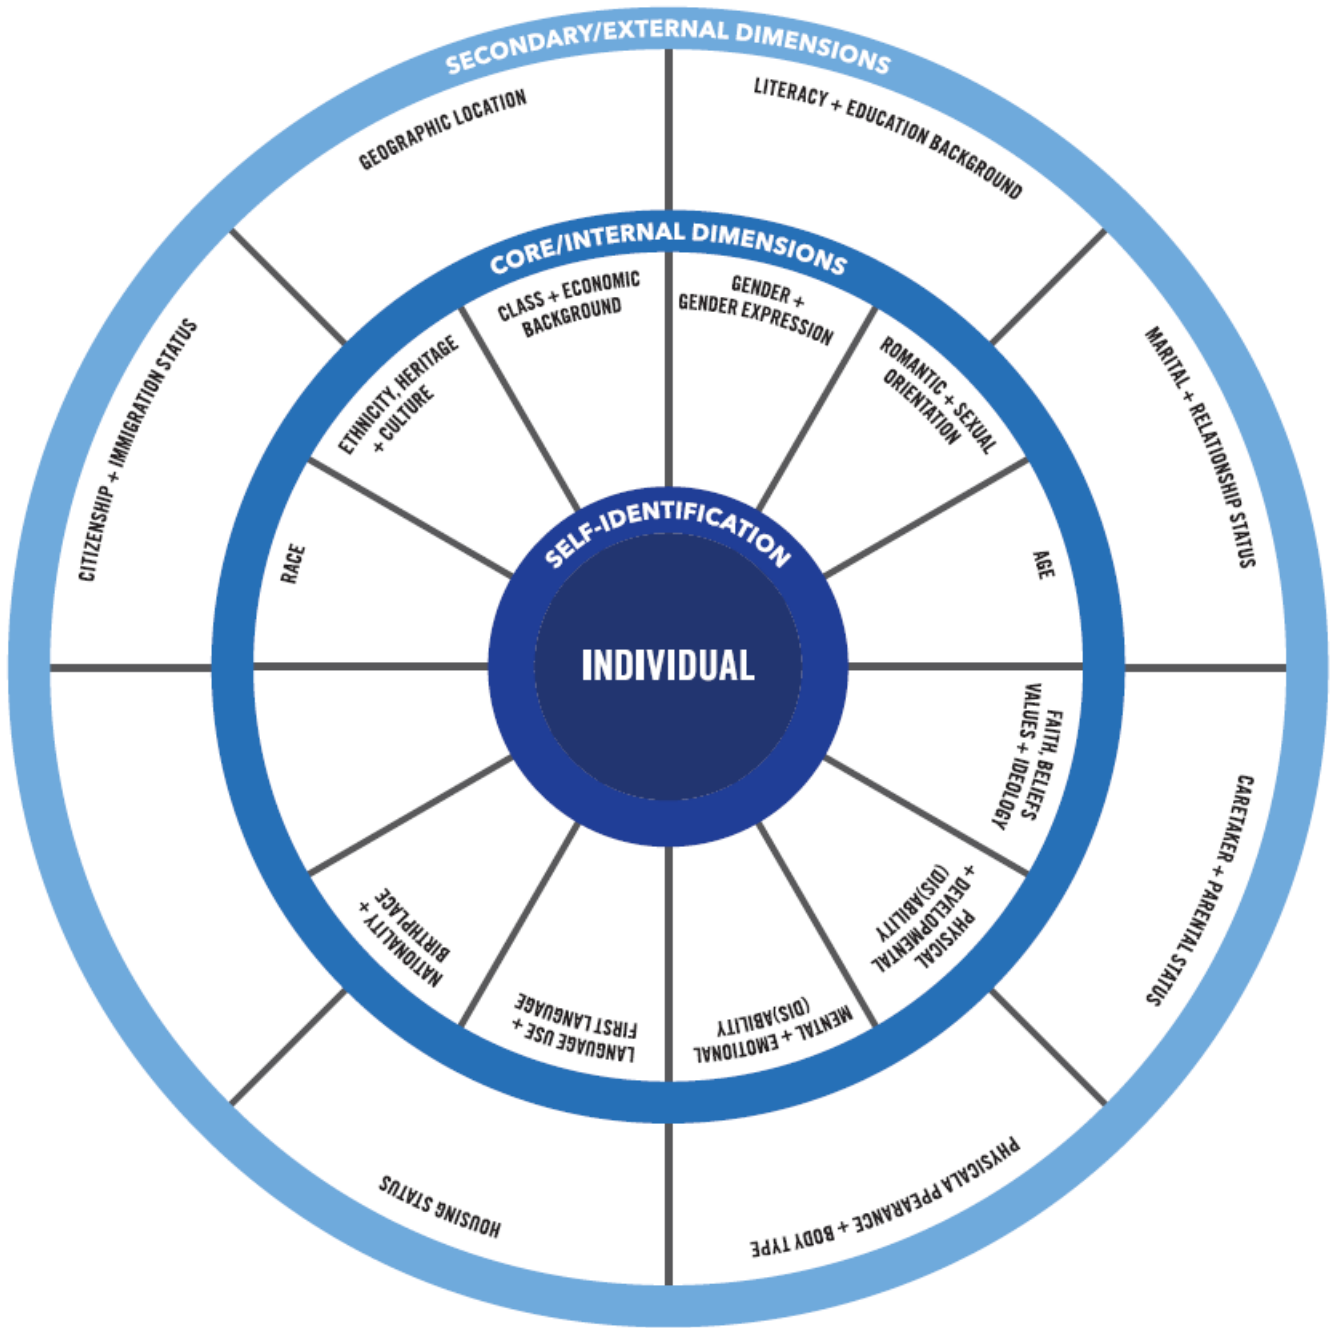 SECONDARY/EXTERNAL DIMENSIONS
GEOGRAPHIC LOCATION
LITERACY + EDUCATION BACKGROUND
MARITAL + RELATIONSHIP STATUS
CARETAKER + PARENTAL STATUS
PHYSICALA PPEARANCE + BODY TYPE
HOUSING STATUS
CITIZENSHIP + IMMIGRATION STATUS
CORE/INTERNAL DIMENSIONS
CLASS + ECONOMIC
BACKGROUND
GENDER +
GENDER EXPRESSION
ROMANTIC + SEXUAL
ORIENTATION
AGE
FAITH, BELIEFS
VALUES + IDEOLOGY
PHYSICAL
+ DEVELOPMENTAL
(DIS)ABILITY
MENTAL + EMOTIONAL
(DIS)ABILITY
LANGUAGE USE +
FIRST LANGUAGE
NATIONALITY +
BIRTHPLACE
RACE
ETHNICITY, HERITAGE
+ CULTURE
SELF-IDENTIFICATION
INDIVIDUAL